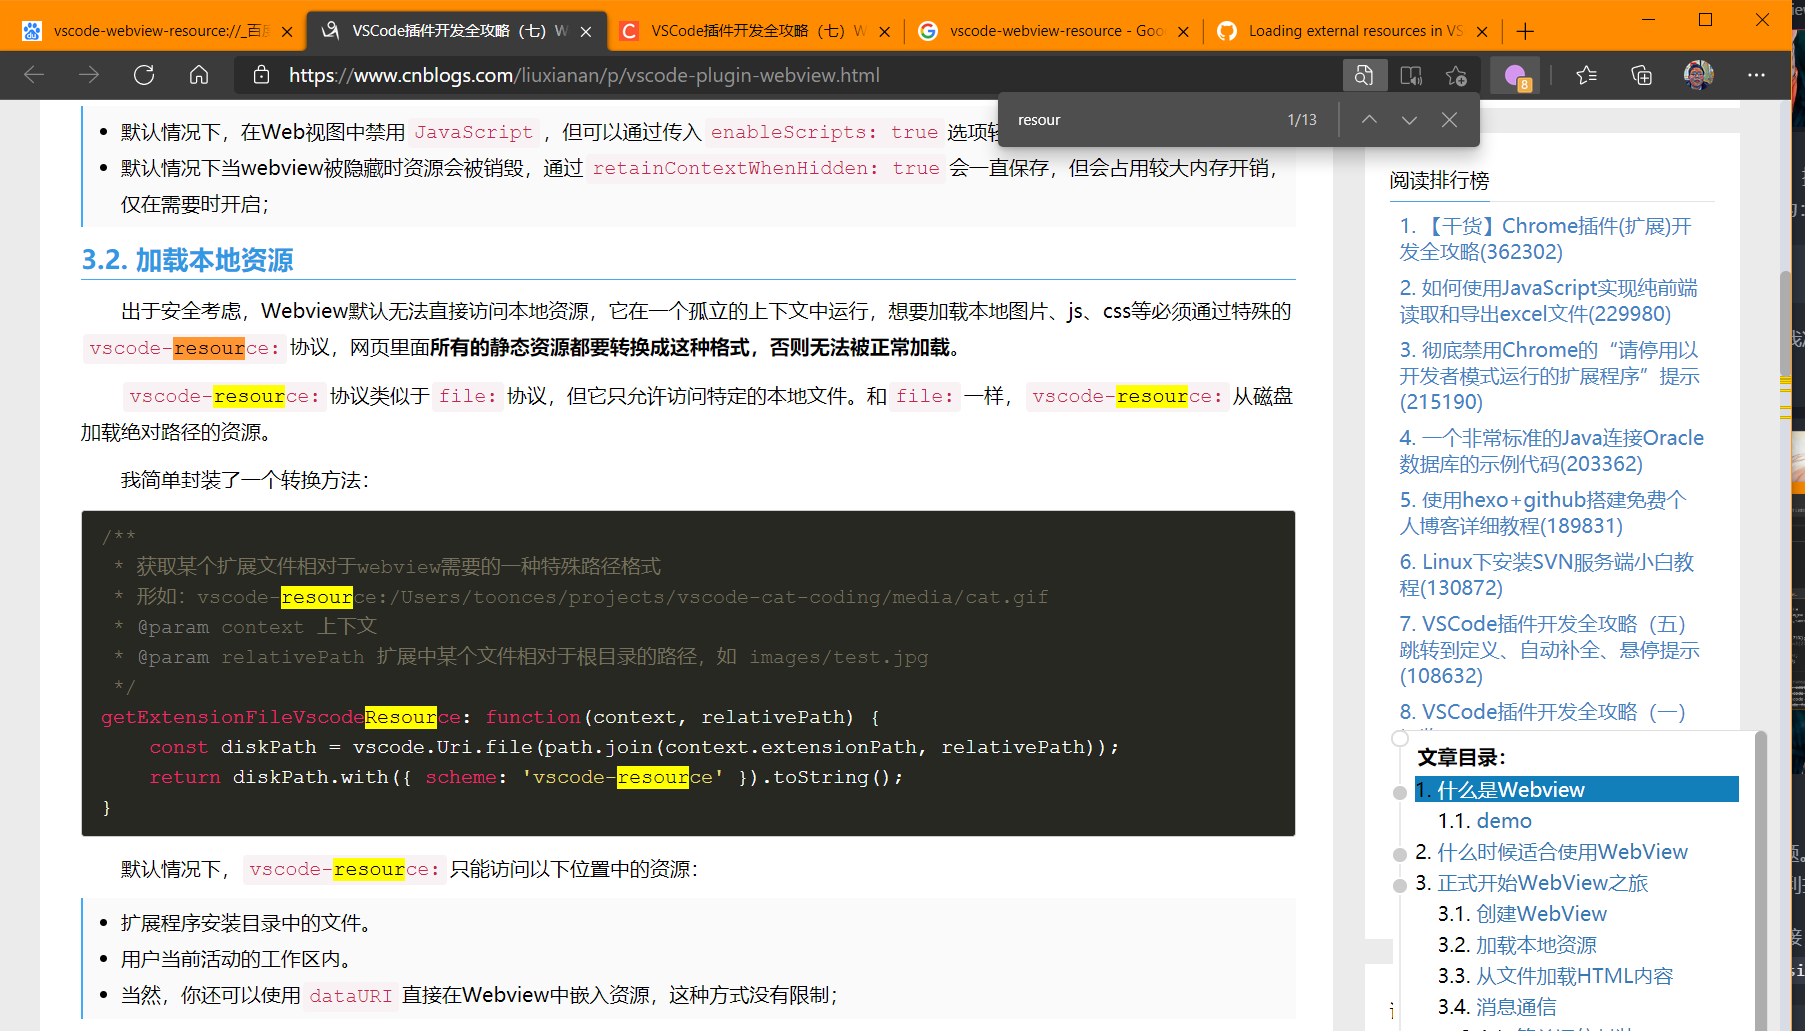 vscode-webview-resource://_百
VSCode插件开发全攻略（七）W
VSCode插件开发全攻略（七）W
vscode-webview-resource - Goo
Loading external resources in VS
https://www.cnblogs.com/liuxianan/p/vscode-plugin-webview.html
8
resour
1/13
默认情况下，在Web视图中禁用 JavaScript ，但可以通过传入 enableScripts: true 选项
默认情况下当webview被隐藏时资源会被销毁，通过 retainContextWhenHidden: true 会一直保存，但会占用较大内存开销，
仅在需要时开启；
3.2. 加载本地资源
出于安全考虑，Webview默认无法直接访问本地资源，它在一个孤立的上下文中运行，想要加载本地图片、js、css等必须通过特殊的
vscode-resource: 协议，网页里面所有的静态资源都要转换成这种格式，否则无法被正常加载。
vscode-resource: 协议类似于 file: 协议，但它只允许访问特定的本地文件。和 file: 一样， vscode-resource: 从磁盘
加载绝对路径的资源。
我简单封装了一个转换方法：
/**
* 获取某个扩展文件相对于webview需要的一种特殊路径格式
* 形如：vscode-resource:/Users/toonces/projects/vscode-cat-coding/media/cat.gif
* @param context 上下文
* @param relativePath 扩展中某个文件相对于根目录的路径，如 images/test.jpg
*/
getExtensionFileVscodeResource: function(context, relativePath) {
const diskPath = vscode.Uri.file(path.join(context.extensionPath, relativePath));
return diskPath.with({ scheme: 'vscode-resource' }).toString();
}
默认情况下， vscode-resource: 只能访问以下位置中的资源：
扩展程序安装目录中的文件。
用户当前活动的工作区内。
当然，你还可以使用 dataURI 直接在Webview中嵌入资源，这种方式没有限制；
阅读排行榜
1. 【干货】Chrome插件(扩展)开
发全攻略(362302)
2. 如何使用JavaScript实现纯前端
读取和导出excel文件(229980)
3. 彻底禁用Chrome的“请停用以
开发者模式运行的扩展程序”提示
(215190)
4. 一个非常标准的Java连接Oracle
数据库的示例代码(203362)
5. 使用hexo+github搭建免费个
人博客详细教程(189831)
6. Linux下安装SVN服务端小白教
程(130872)
7. VSCode插件开发全攻略（五）
跳转到定义、自动补全、悬停提示
(108632)
8. VSCode插件开发全攻略（一）
文章目录：
1. 什么是Webview
1.1. demo
2. 什么时候适合使用WebView
3. 正式开始WebView之旅
3.1. 创建WebView
3.2. 加载本地资源
3.3. 从文件加载HTML内容
3.4. 消息通信